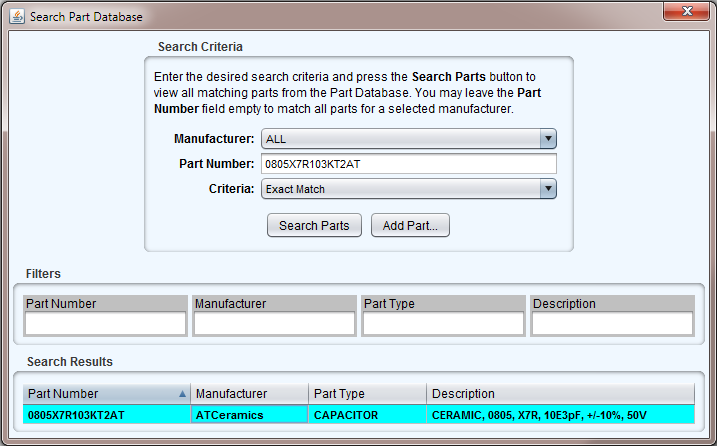 Search Part Database
Search Criteria
Enter the desired search criteria and press the Search Parts button to
view all matching parts from the Part Database. You may leave the Part
Number field empty to match all parts for a selected manufacturer.
Manufacturer: ALL
Part Number: 0805X7R103KT2AT
Criteria: Exact Match
Search Parts Add Part...
Filters
Part Number Manufacturer Part Type Description
Search Results
Part Number Manufacturer Part Type Description
0805X7R103KT2AT ATCeramics CAPACITOR CERAMIC, 0805, X7R, 10E3pF, +/-10%, 50V